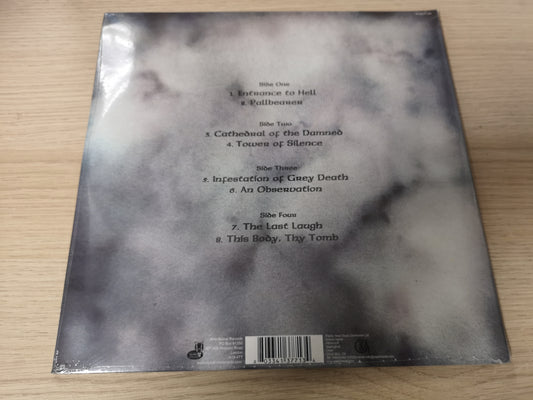 Side One
1. Entrance to Hell
2. Pallbearer
Side Two
3. Cathedral of the Damned
4. Tower of Silence
Side Three
5. Infestation of Grey Death
6. An Observation
Side Four
7. The Last Laugh
8. This Body, Thy Tomb